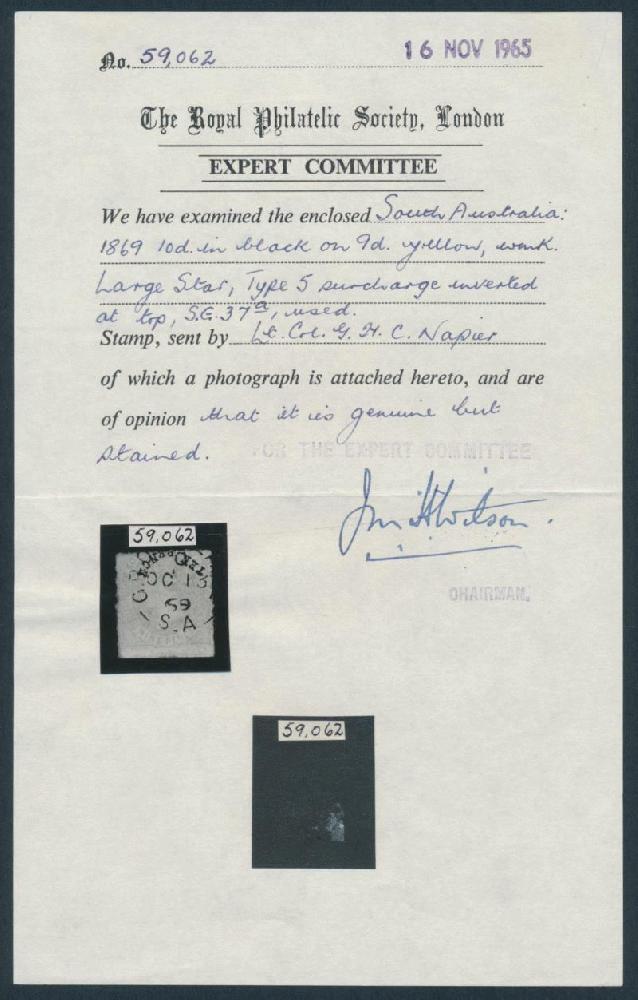 No. 59,062 16 NOV 1965
The Royal Philatelic Society, London
EXPERT COMMITTEE
We have examined the enclosed South Australia:
1869 10d. in black on 9d. yellow, wmk.
Large Star, Type 5 surcharge inverted
at top, S.G. 37a, used.
Stamp, sent by Lt. Col. G. H. C. Napier
of which a photograph is attached hereto, and are
of opinion that it is genuine but
stained. FOR THE EXPERT COMMITTEE
CHAIRMAN.
59,062
OC 13
69
S.A
59,062